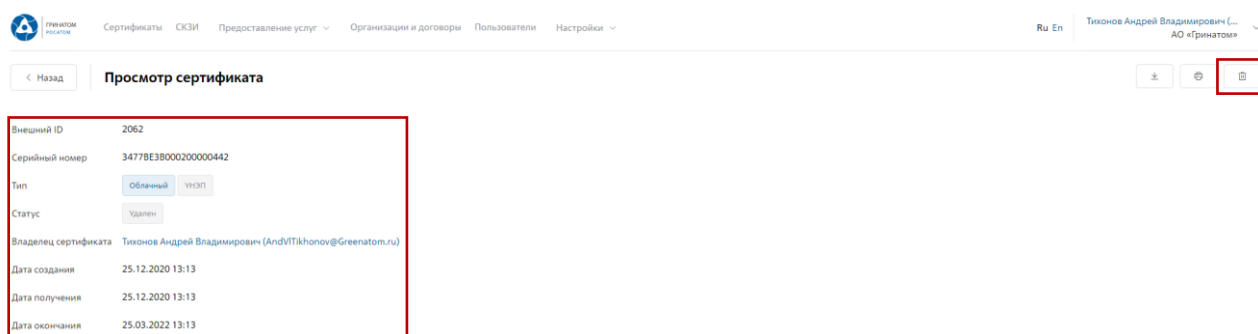 ГРИНАТОМ
РОСАТОМ
Сертификаты СКЗИ Предоставление услуг Организации и договоры Пользователи Настройки
Ru En
Тихонов Андрей Владимирович (...
АО «Гринатом»
Назад
Просмотр сертификата
Внешний ID 2062
Серийный номер 3477BE3B000200000442
Тип Облачный УНЭП
Статус Удален
Владелец сертификата Тихонов Андрей Владимирович (AndVlTikhonov@Greenatom.ru)
Дата создания 25.12.2020 13:13
Дата получения 25.12.2020 13:13
Дата окончания 25.03.2022 13:13